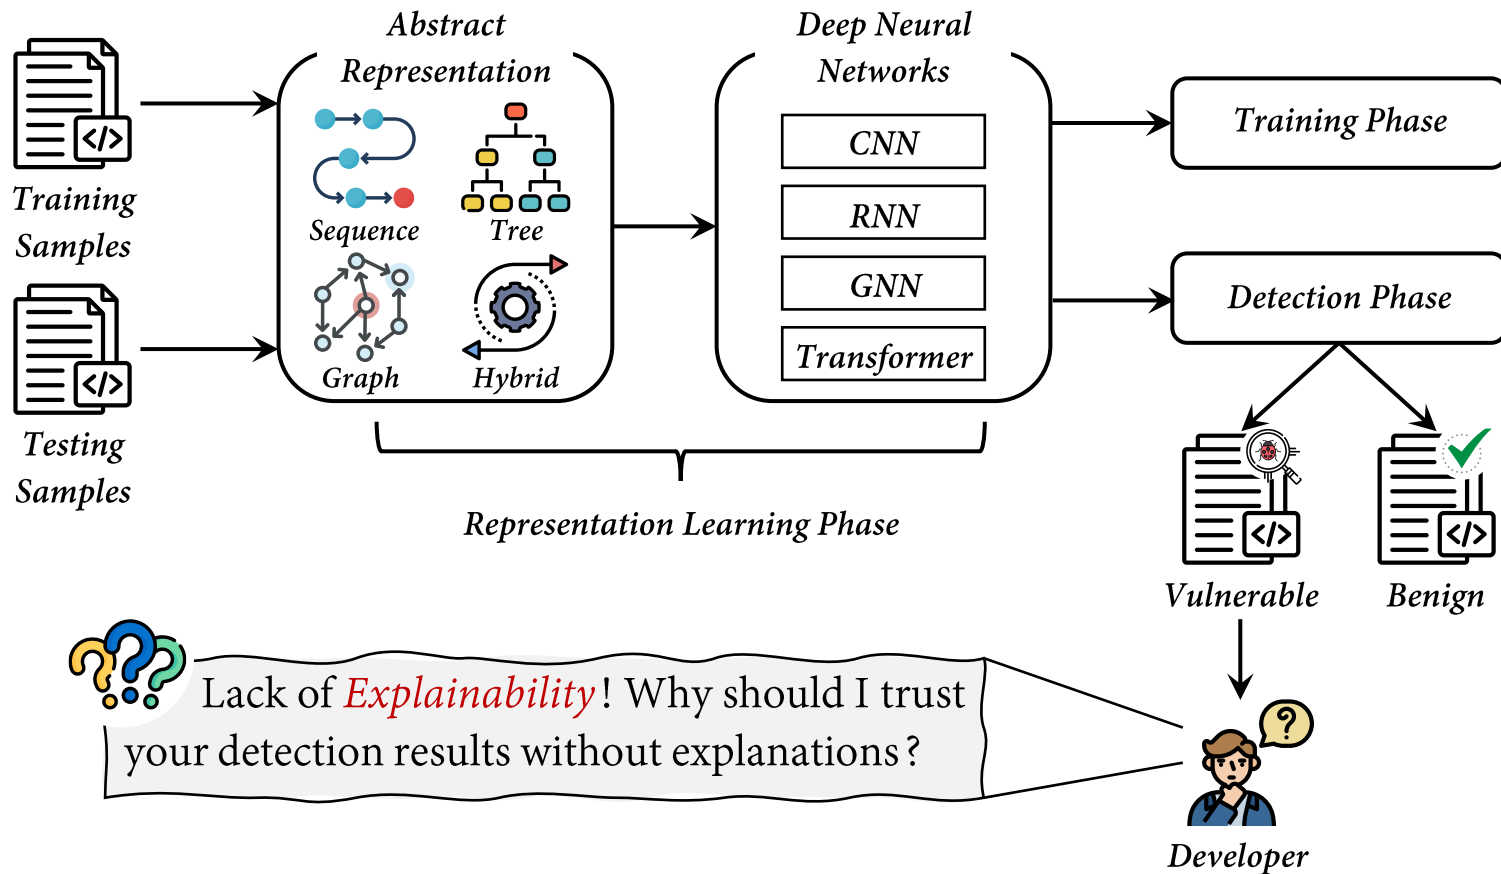 Abstract
Representation
Deep Neural
Networks
Training
Samples
</>
Sequence
Tree
Graph
Hybrid
CNN
RNN
GNN
Transformer
Training Phase
Detection Phase
Testing
Samples
</>
Representation Learning Phase
</>
Vulnerable
</>
Benign
???
Lack of Explainability! Why should I trust
your detection results without explanations?
?
Developer